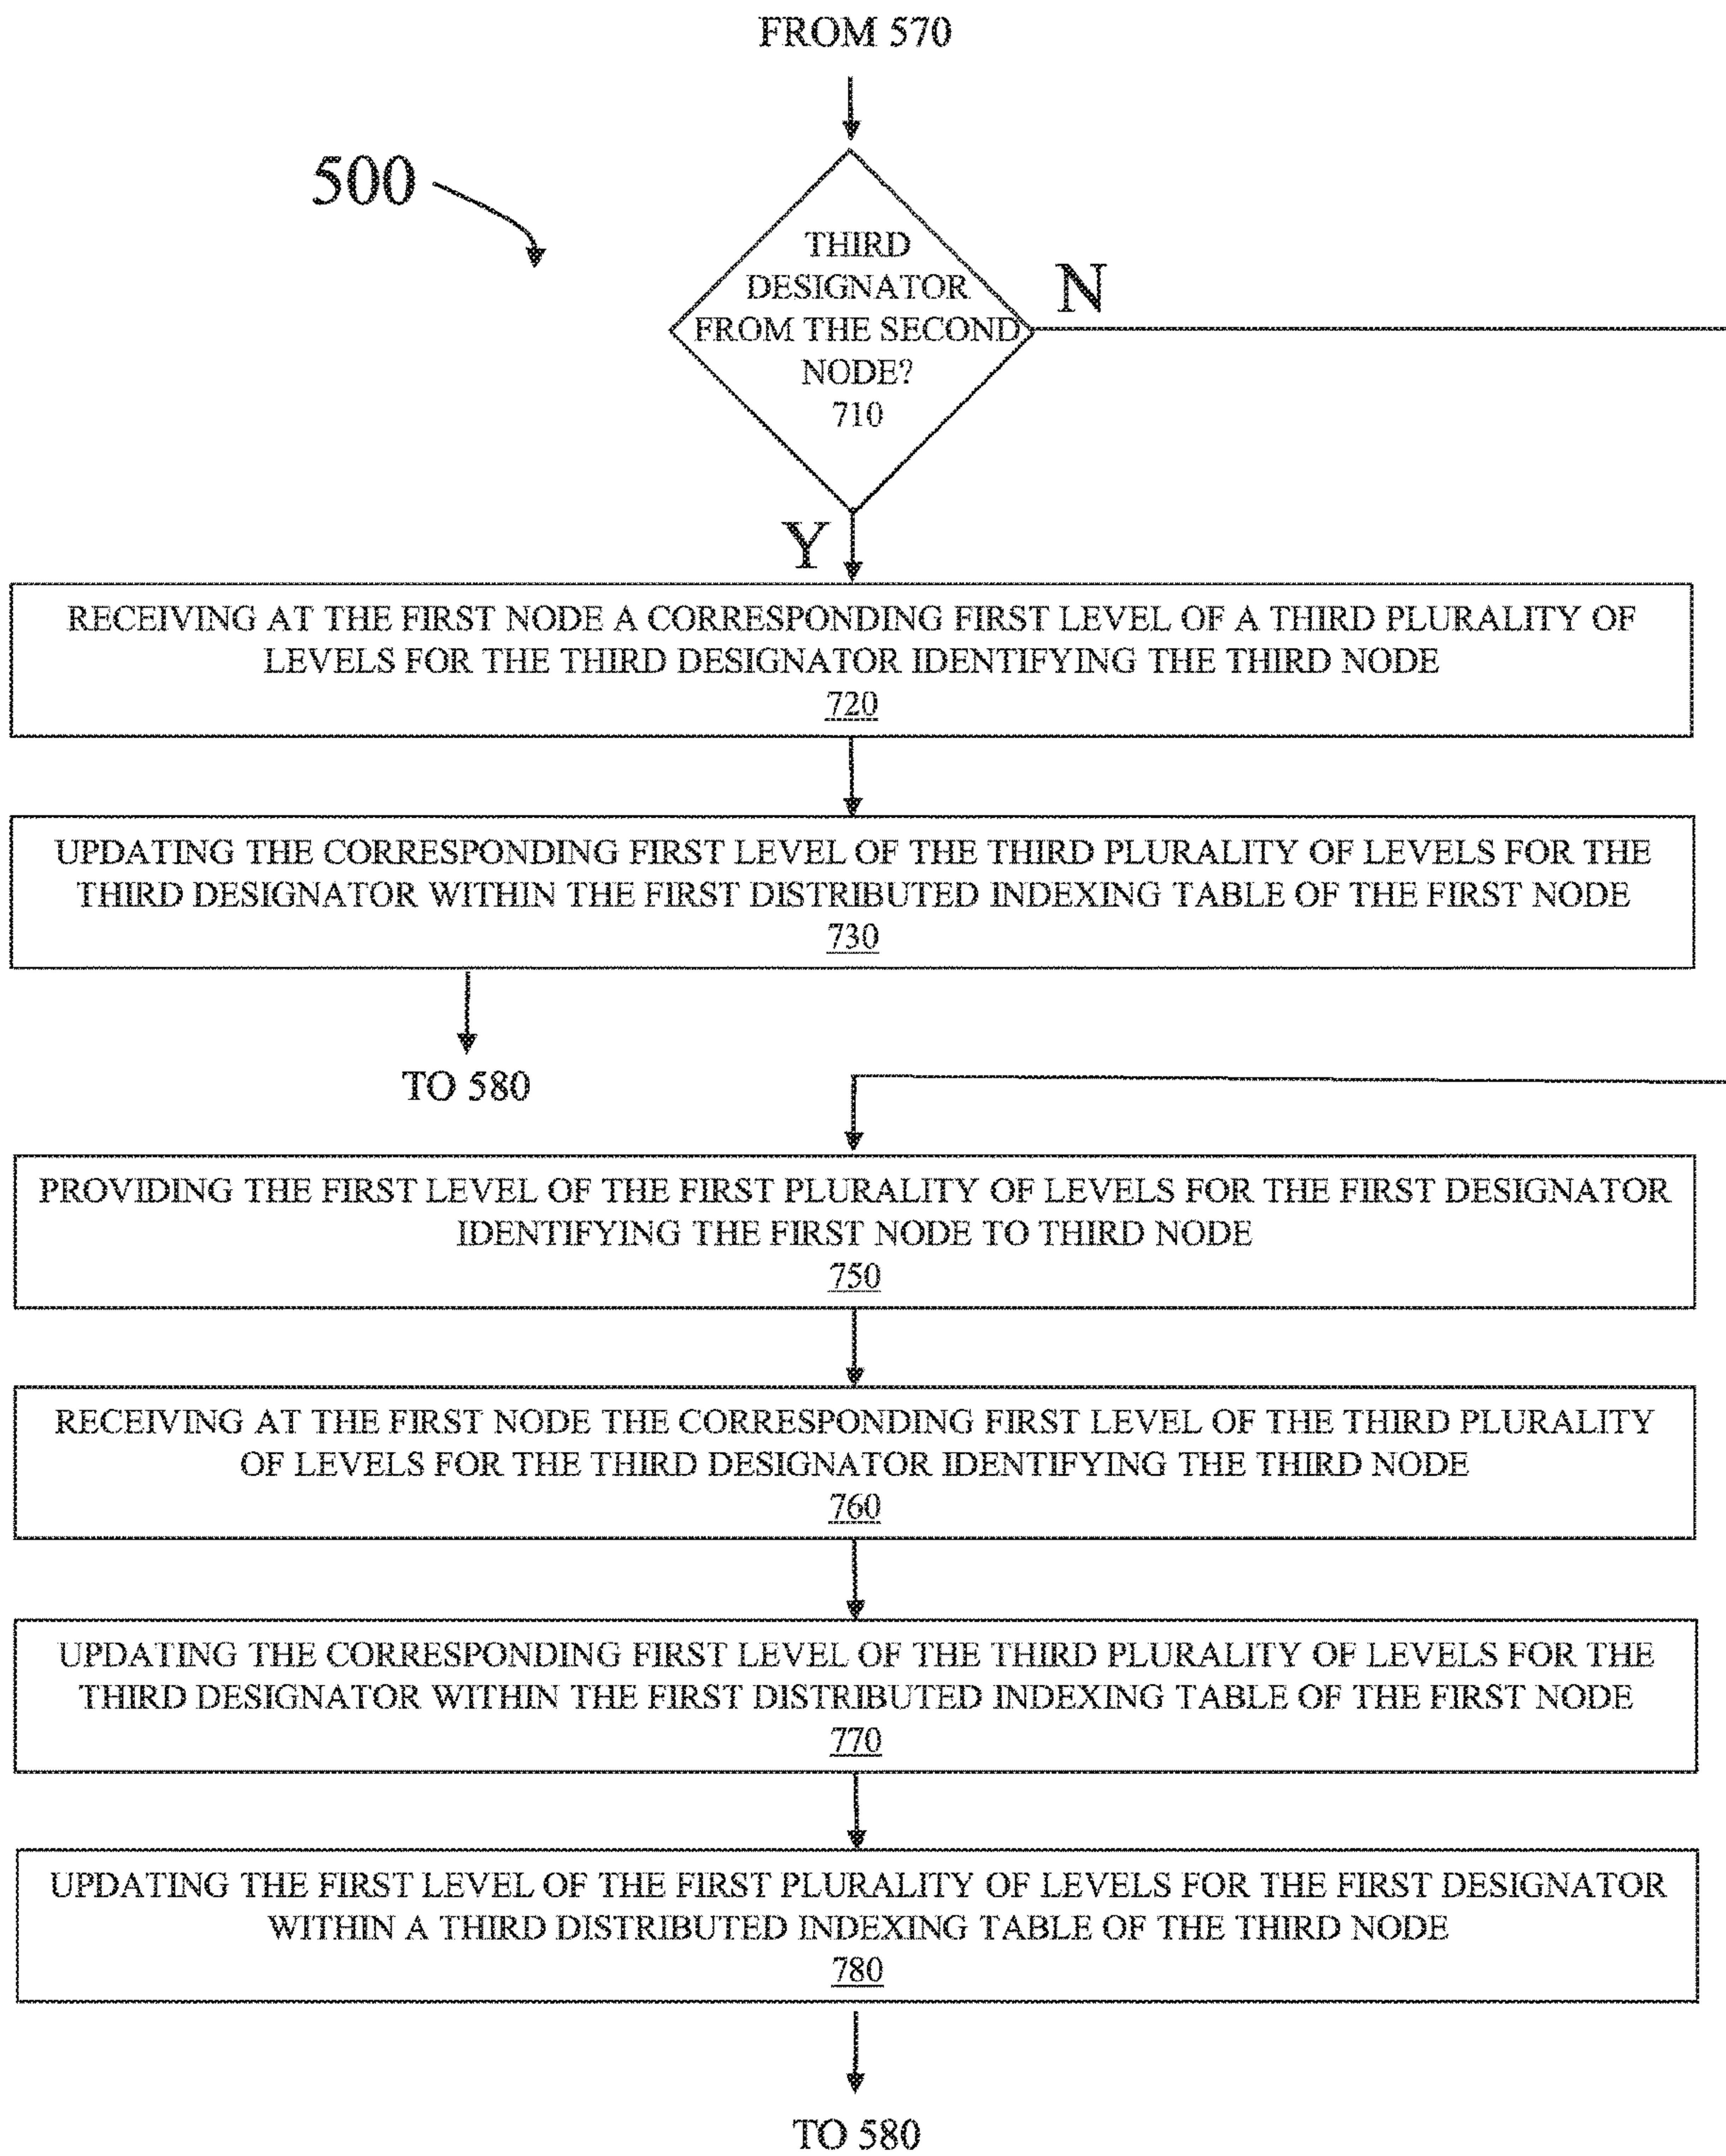 FROM 570
500
THIRD
DESIGNATOR
FROM THE SECOND
NODE?
710
N
Y
RECEIVING AT THE FIRST NODE A CORRESPONDING FIRST LEVEL OF A THIRD PLURALITY OF
LEVELS FOR THE THIRD DESIGNATOR IDENTIFYING THE THIRD NODE
720
UPDATING THE CORRESPONDING FIRST LEVEL OF THE THIRD PLURALITY OF LEVELS FOR THE
THIRD DESIGNATOR WITHIN THE FIRST DISTRIBUTED INDEXING TABLE OF THE FIRST NODE
730
TO 580
PROVIDING THE FIRST LEVEL OF THE FIRST PLURALITY OF LEVELS FOR THE FIRST DESIGNATOR
IDENTIFYING THE FIRST NODE TO THIRD NODE
750
RECEIVING AT THE FIRST NODE THE CORRESPONDING FIRST LEVEL OF THE THIRD PLURALITY
OF LEVELS FOR THE THIRD DESIGNATOR IDENTIFYING THE THIRD NODE
760
UPDATING THE CORRESPONDING FIRST LEVEL OF THE THIRD PLURALITY OF LEVELS FOR THE
THIRD DESIGNATOR WITHIN THE FIRST DISTRIBUTED INDEXING TABLE OF THE FIRST NODE
770
UPDATING THE FIRST LEVEL OF THE FIRST PLURALITY OF LEVELS FOR THE FIRST DESIGNATOR
WITHIN A THIRD DISTRIBUTED INDEXING TABLE OF THE THIRD NODE
780
TO 580